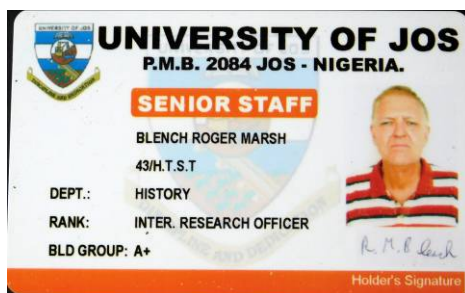 UNIVERSITY OF JOS
P.M.B. 2084 JOS - NIGERIA.
SENIOR STAFF
BLENCH ROGER MARSH
43/H.T.S.T
DEPT.: HISTORY
RANK: INTER. RESEARCH OFFICER
BLD GROUP: A+
R. M. Blench
Holder's Signature